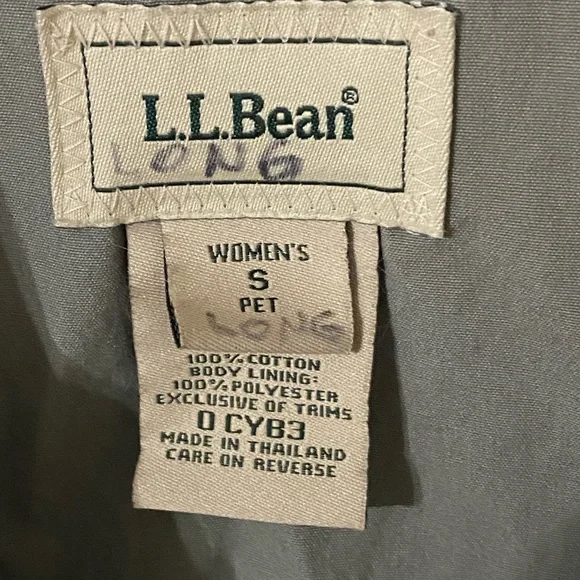 L.L.Bean®
LONG
WOMEN'S
S
PET
LONG
100% COTTON
BODY LINING:
100% POLYESTER
EXCLUSIVE OF TRIMS
0 CYB3
MADE IN THAILAND
CARE ON REVERSE